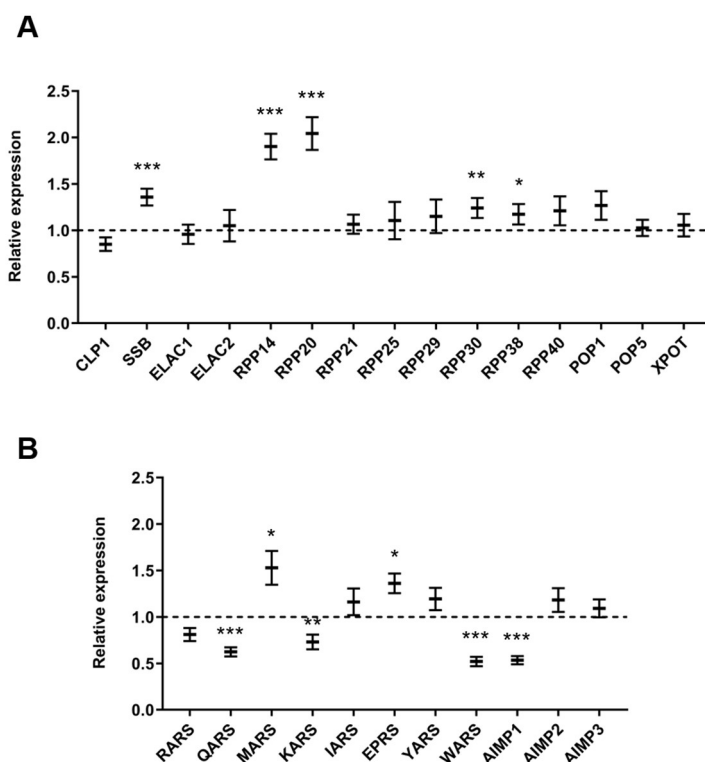 A
Relative expression
2.5
2.0
1.5
1.0
0.5
0.0
***
***
***
**
*
CLP1
SSB
ELAC1
ELAC2
RPP14
RPP20
RPP21
RPP25
RPP29
RPP30
RPP38
RPP40
POP1
POP5
XPOT
B
Relative expression
2.5
2.0
1.5
1.0
0.5
0.0
***
*
**
*
***
***
RARS
QARS
MARS
KARS
IARS
EPRS
YARS
WARS
AIMP1
AIMP2
AIMP3